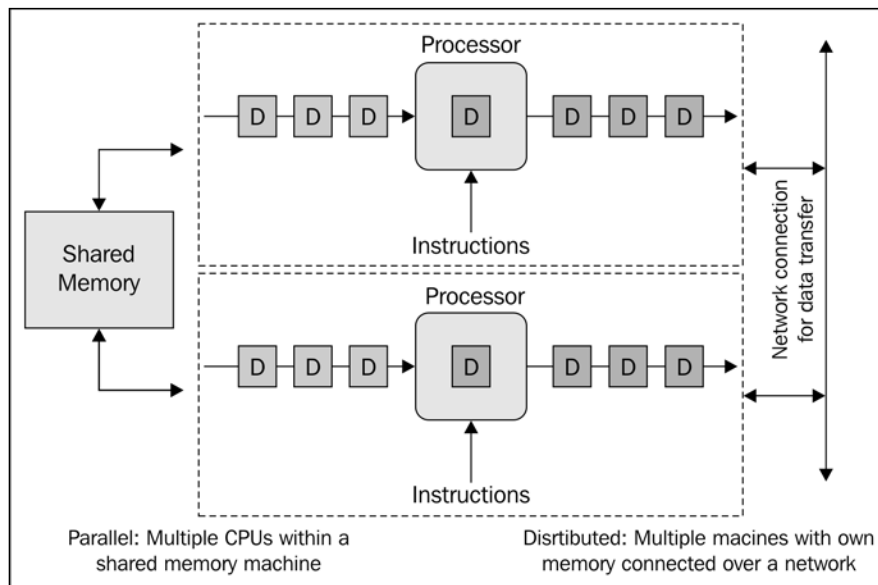 Processor
D D D D D D D
Instructions
Shared
Memory
Processor
D D D D D D D
Instructions
Network connection
for data transfer
Parallel: Multiple CPUs within a
shared memory machine
Disrtibuted: Multiple macines with own
memory connected over a network